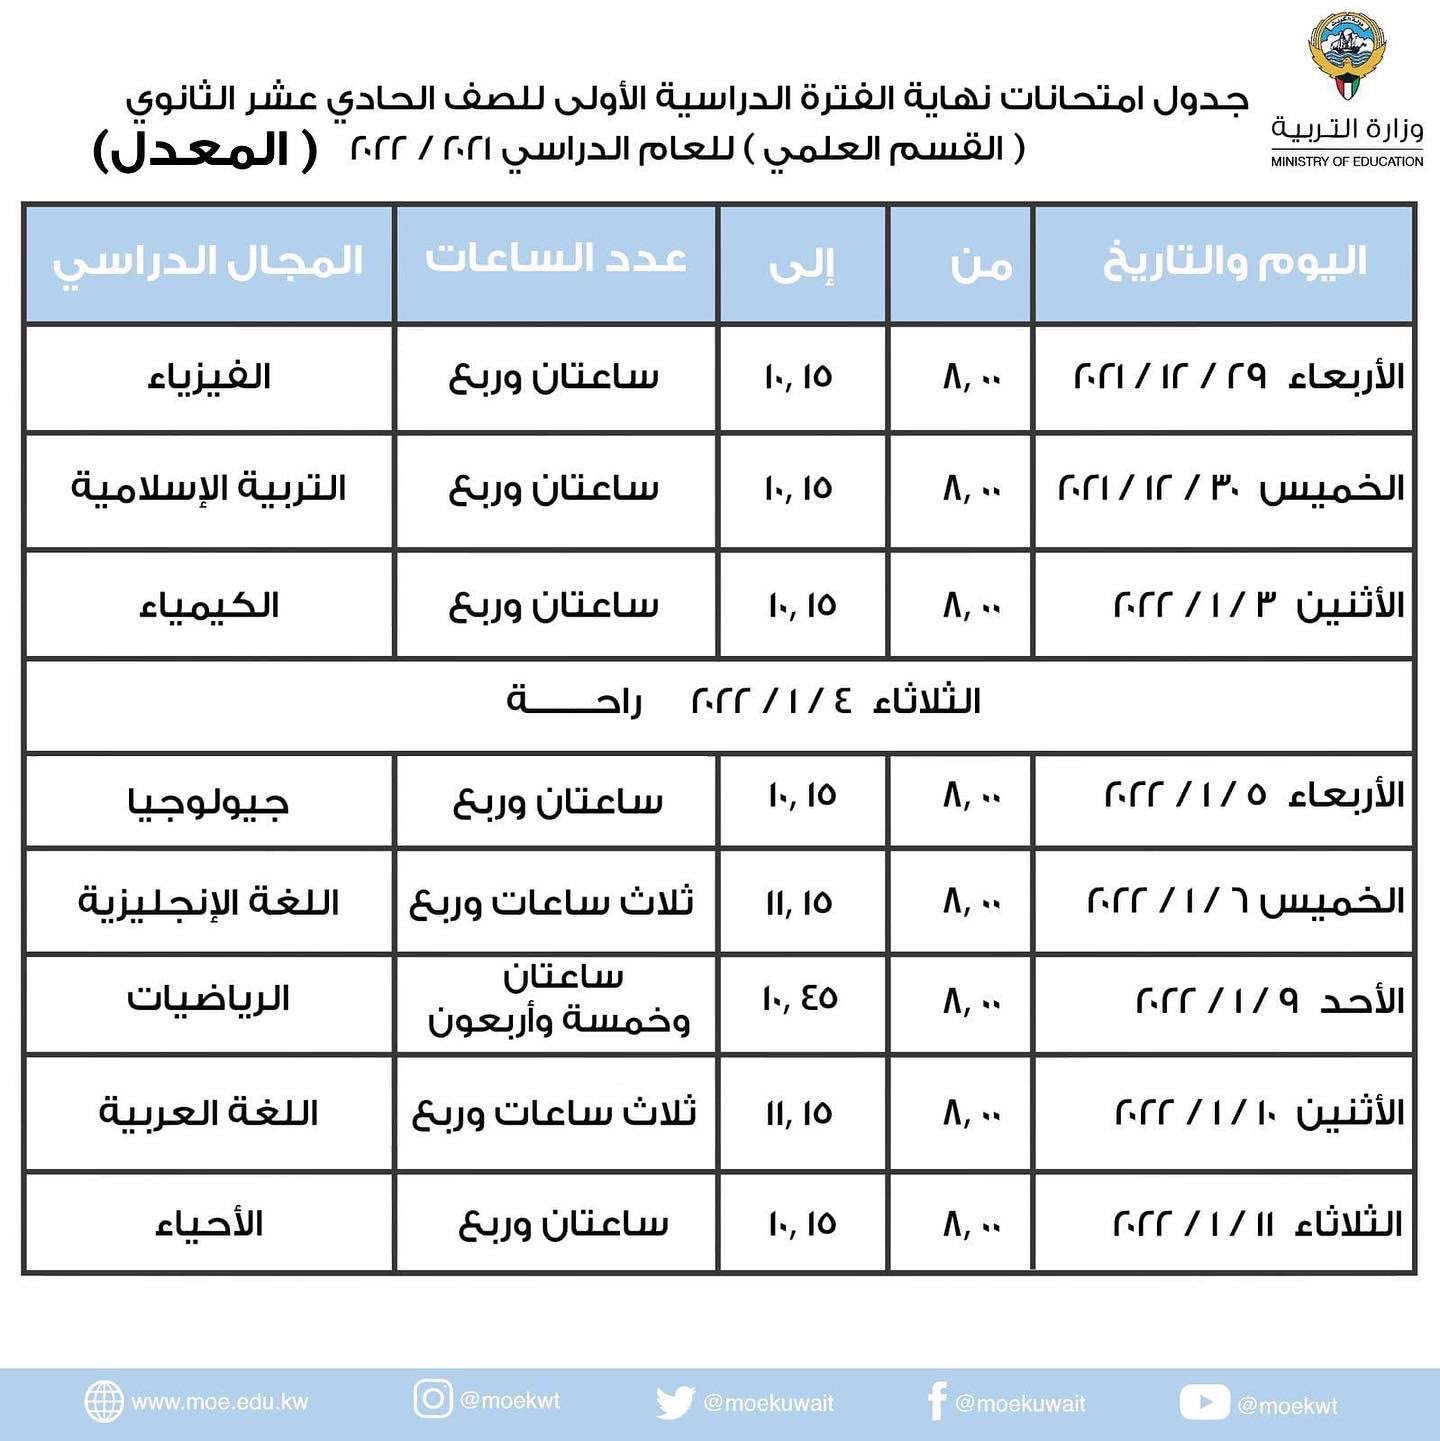 وزارة التربية
MINISTRY OF EDUCATION
جدول امتحانات نهاية الفترة الدراسية الأولى للصف الحادي عشر الثانوي
( القسم العلمي ) للعام الدراسي ٢٠٢١ / ٢٠٢٢ ( المعدل)
اليوم والتاريخ من إلى عدد الساعات المجال الدراسي
الأربعاء ٢٩ / ١٢ / ٢٠٢١ ٨,٠٠ ١٠,١٥ ساعتان وربع الفيزياء
الخميس ٣٠ / ١٢ / ٢٠٢١ ٨,٠٠ ١٠,١٥ ساعتان وربع التربية الإسلامية
الأثنين ٣ / ١ / ٢٠٢٢ ٨,٠٠ ١٠,١٥ ساعتان وربع الكيمياء
الثلاثاء ٤ / ١ / ٢٠٢٢ راحــــــة
الأربعاء ٥ / ١ / ٢٠٢٢ ٨,٠٠ ١٠,١٥ ساعتان وربع جيولوجيا
الخميس ٦ / ١ / ٢٠٢٢ ٨,٠٠ ١١,١٥ ثلاث ساعات وربع اللغة الإنجليزية
الأحد ٩ / ١ / ٢٠٢٢ ٨,٠٠ ١٠,٤٥ ساعتان وخمسة وأربعون الرياضيات
الأثنين ١٠ / ١ / ٢٠٢٢ ٨,٠٠ ١١,١٥ ثلاث ساعات وربع اللغة العربية
الثلاثاء ١١ / ١ / ٢٠٢٢ ٨,٠٠ ١٠,١٥ ساعتان وربع الأحياء
www.moe.edu.kw @moekwt @moekuwait @moekuwait @moekwt